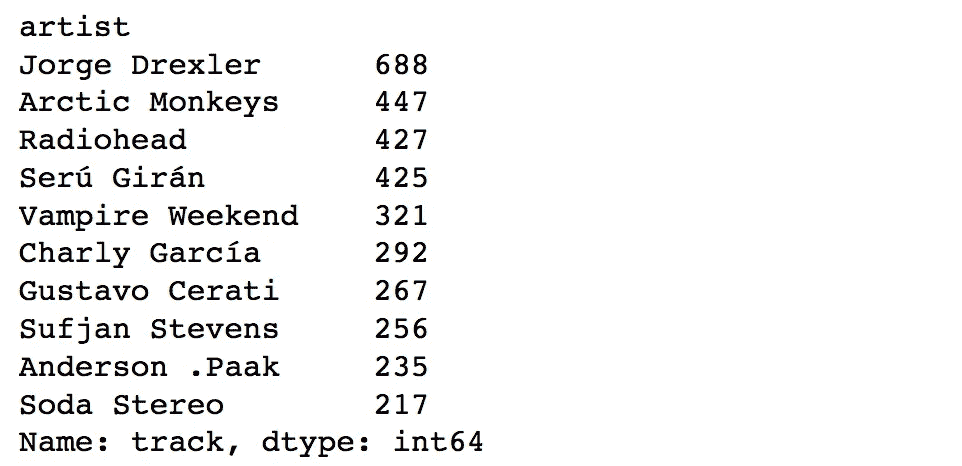 artist
Jorge Drexler 688
Arctic Monkeys 447
Radiohead 427
Serú Girán 425
Vampire Weekend 321
Charly García 292
Gustavo Cerati 267
Sufjan Stevens 256
Anderson .Paak 235
Soda Stereo 217
Name: track, dtype: int64